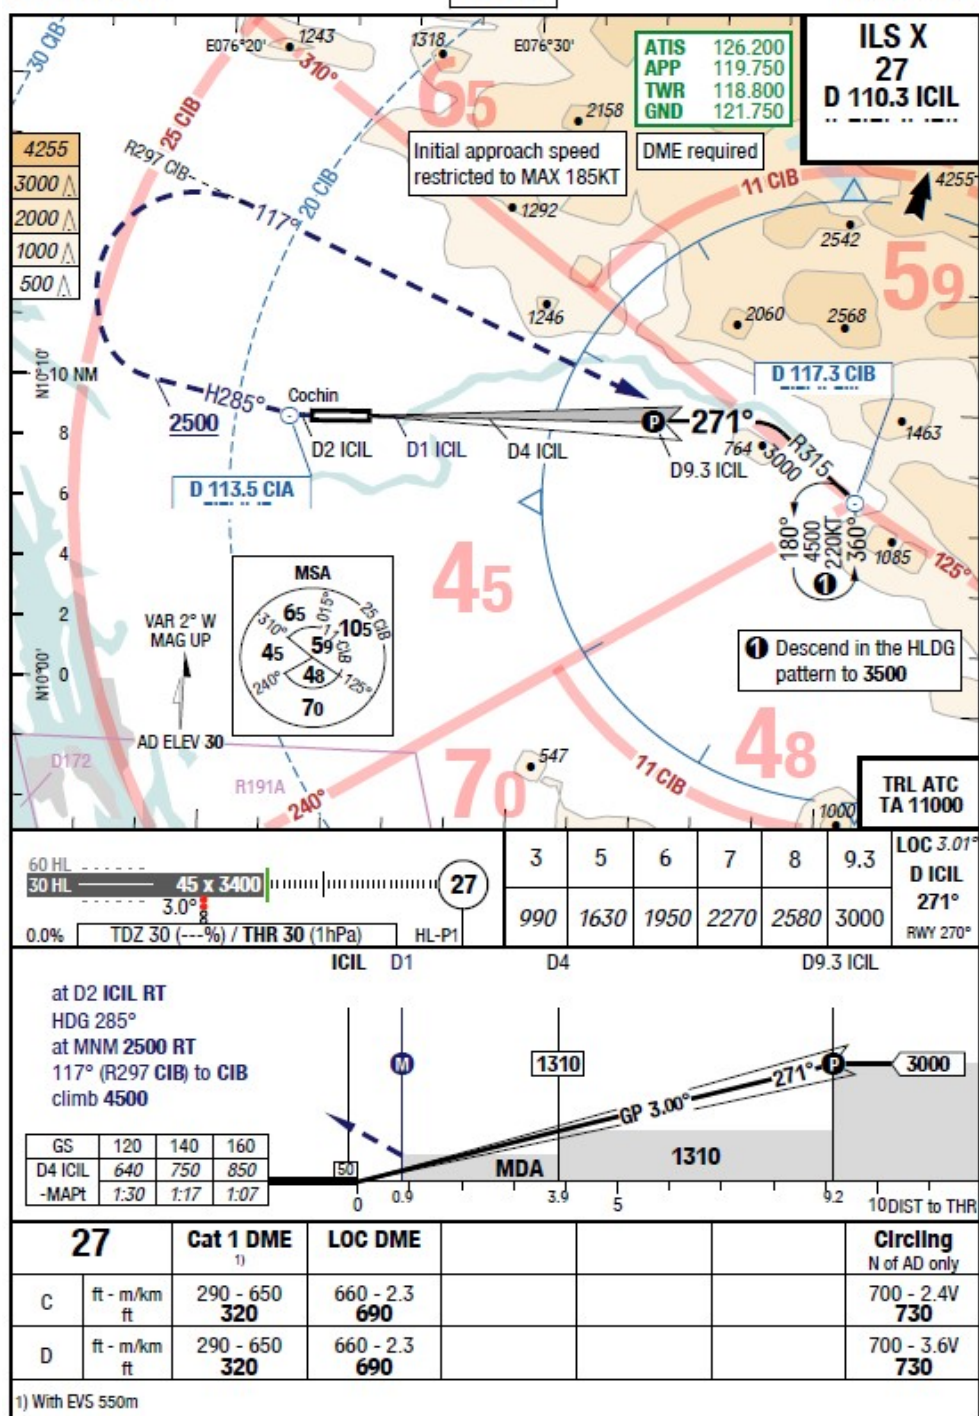 ILS X
27
D 110.3 ICIL
ATIS 126.200
APP 119.750
TWR 118.800
GND 121.750
Initial approach speed
restricted to MAX 185KT
DME required
30 CIB
25 CIB
20 CIB
E076°20'
E076°30'
1243
310°
1318
65
2158
11 CIB
4255
4255
3000
2000
1000
500
R297 CIB
117°
1292
2542
59
1246
2060
2568
N10°10'
10 NM
H285°
Cochin
2500
D 117.3 CIB
8
D2 ICIL
D1 ICIL
D4 ICIL
P
271°
764
3000
R315
1463
D9.3 ICIL
D 113.5 CIA
6
4
2
0
N10°00'
45
180°
4500
220KT
360°
1
1085
125°
MSA
65
015°
25 CIB
310°
11 CIB
105
59
45
48
240°
125°
70
VAR 2° W
MAG UP
1 Descend in the HLDG
pattern to 3500
AD ELEV 30
D172
R191A
240°
70
547
11 CIB
48
1000
TRL ATC
TA 11000
60 HL
30 HL
45 x 3400
27
3.0°
0.0%
TDZ 30 (---%) / THR 30 (1hPa)
HL-P1
3 5 6 7 8 9.3
990 1630 1950 2270 2580 3000
LOC 3.01°
D ICIL
271°
RWY 270°
ICIL D1 D4 D9.3 ICIL
at D2 ICIL RT
HDG 285°
at MNM 2500 RT
117° (R297 CIB) to CIB
climb 4500
M
1310
GP 3.00°
271°
P
3000
50
MDA
1310
0 0.9 3.9 5 9.2 10 DIST to THR
GS 120 140 160
D4 ICIL 640 750 850
-MAPt 1:30 1:17 1:07
27 Cat 1 DME LOC DME Circling
1) N of AD only
C ft - m/km 290 - 650 660 - 2.3 700 - 2.4V
ft 320 690 730
D ft - m/km 290 - 650 660 - 2.3 700 - 3.6V
ft 320 690 730
1) With EVS 550m